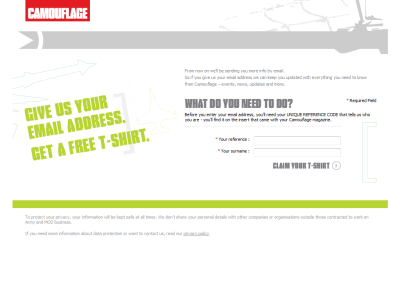 CAMOUFLAGE
From now on we'll be sending you more info by email.
So if you give us your email address we can keep you updated with everything you need to know
from Camouflage – events, news, updates and more.
GIVE US YOUR
EMAIL ADDRESS.
GET A FREE T-SHIRT.
WHAT DO YOU NEED TO DO?
* Required Field
Before you enter your email address, you'll need your UNIQUE REFERENCE CODE that tells us who
you are - you'll find it on the insert that came with your Camouflage magazine.
* Your reference :
* Your surname :
CLAIM YOUR T-SHIRT
To protect your privacy, your information will be kept safe at all times. We don't share your personal details with other companies or organisations outside those contracted to work on
Army and MOD business.
If you need more information about data protection or want to contact us, read our privacy policy.